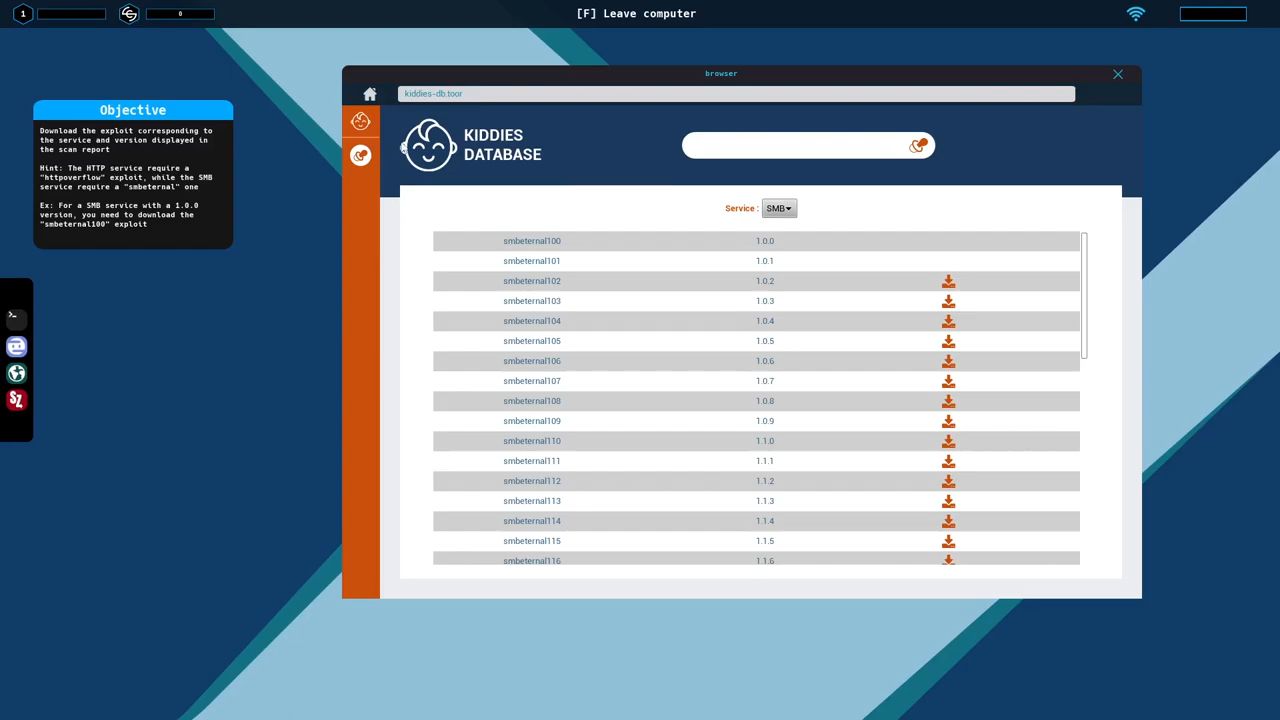 1
0
[F] Leave computer
browser
kiddies-db.toor
Objective
Download the exploit corresponding to
the service and version displayed in
the scan report
Hint: The HTTP service require a
"httpoverflow" exploit, while the SMB
service require a "smbeternal" one
Ex: For a SMB service with a 1.0.0
version, you need to download the
"smbeternal100" exploit
SZ
KIDDIES
DATABASE
Service : SMB
smbeternal100 1.0.0
smbeternal101 1.0.1
smbeternal102 1.0.2
smbeternal103 1.0.3
smbeternal104 1.0.4
smbeternal105 1.0.5
smbeternal106 1.0.6
smbeternal107 1.0.7
smbeternal108 1.0.8
smbeternal109 1.0.9
smbeternal110 1.1.0
smbeternal111 1.1.1
smbeternal112 1.1.2
smbeternal113 1.1.3
smbeternal114 1.1.4
smbeternal115 1.1.5
smbeternal116 1.1.6